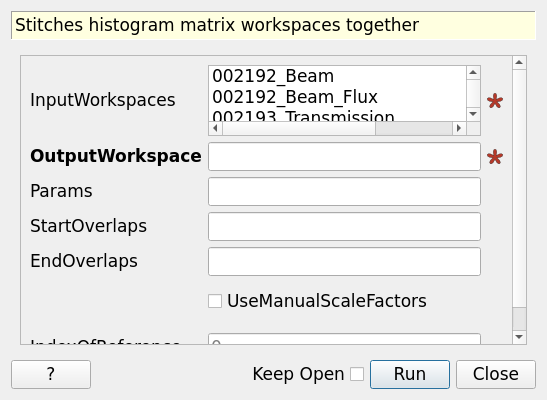 Stitches histogram matrix workspaces together
InputWorkspaces
002192_Beam
002192_Beam_Flux
002193_Transmission
OutputWorkspace
Params
StartOverlaps
EndOverlaps
UseManualScaleFactors
IndexOfReference
0
?
Keep Open
Run
Close